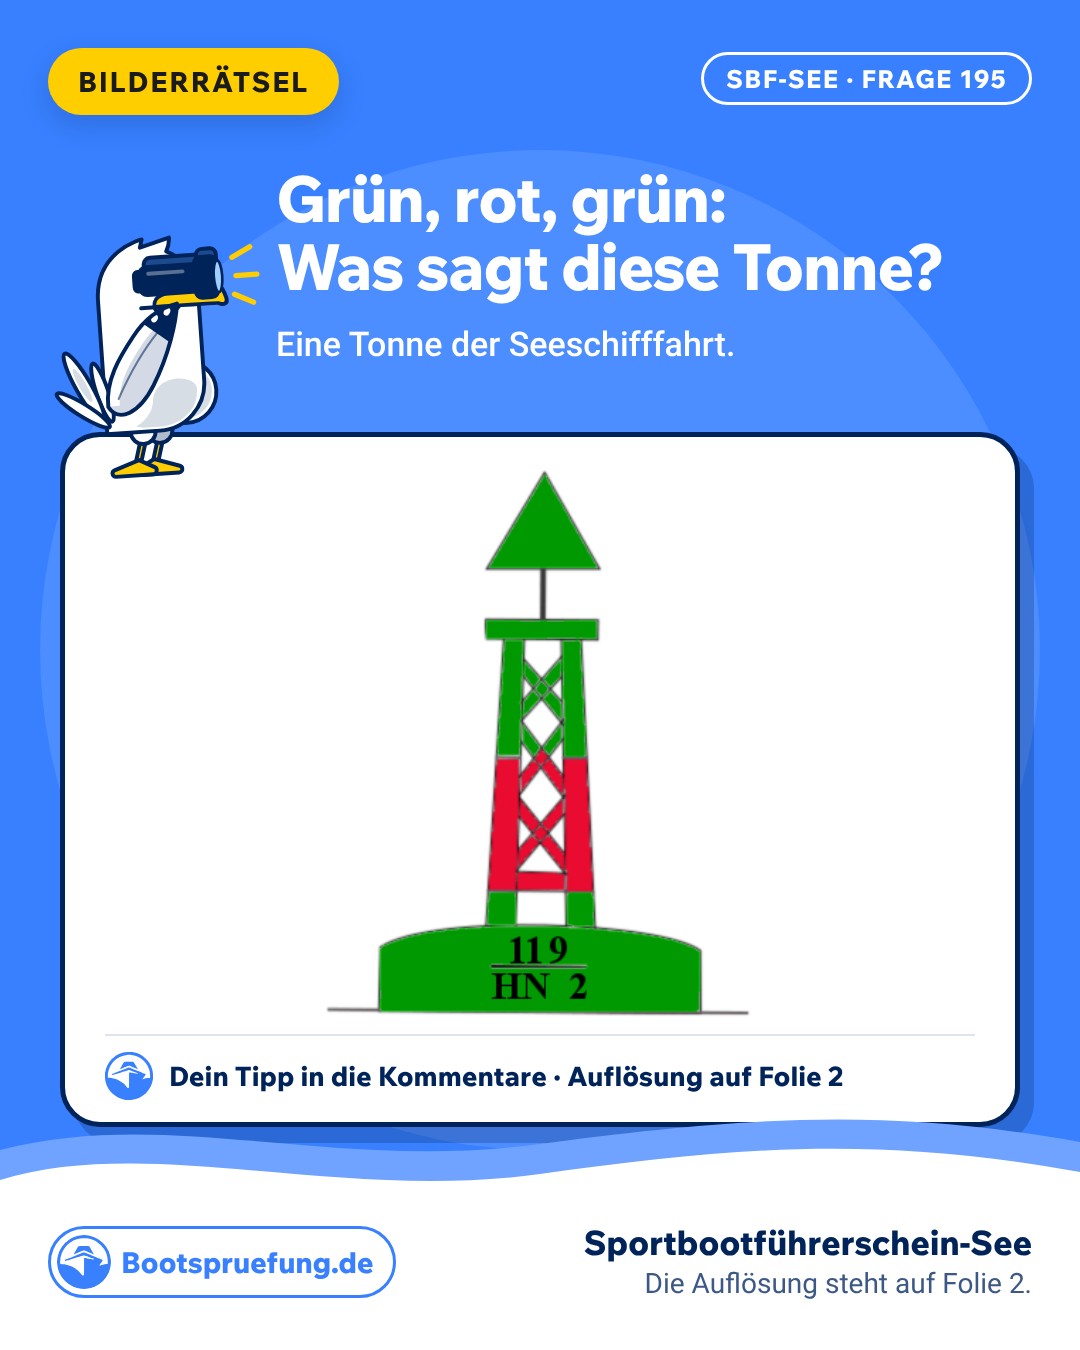 BILDERRÄTSEL
SBF-SEE · FRAGE 195
Grün, rot, grün:
Was sagt diese Tonne?
Eine Tonne der Seeschifffahrt.
119
HN 2
Dein Tipp in die Kommentare · Auflösung auf Folie 2
Bootspruefung.de
Sportbootführerschein-See
Die Auflösung steht auf Folie 2.